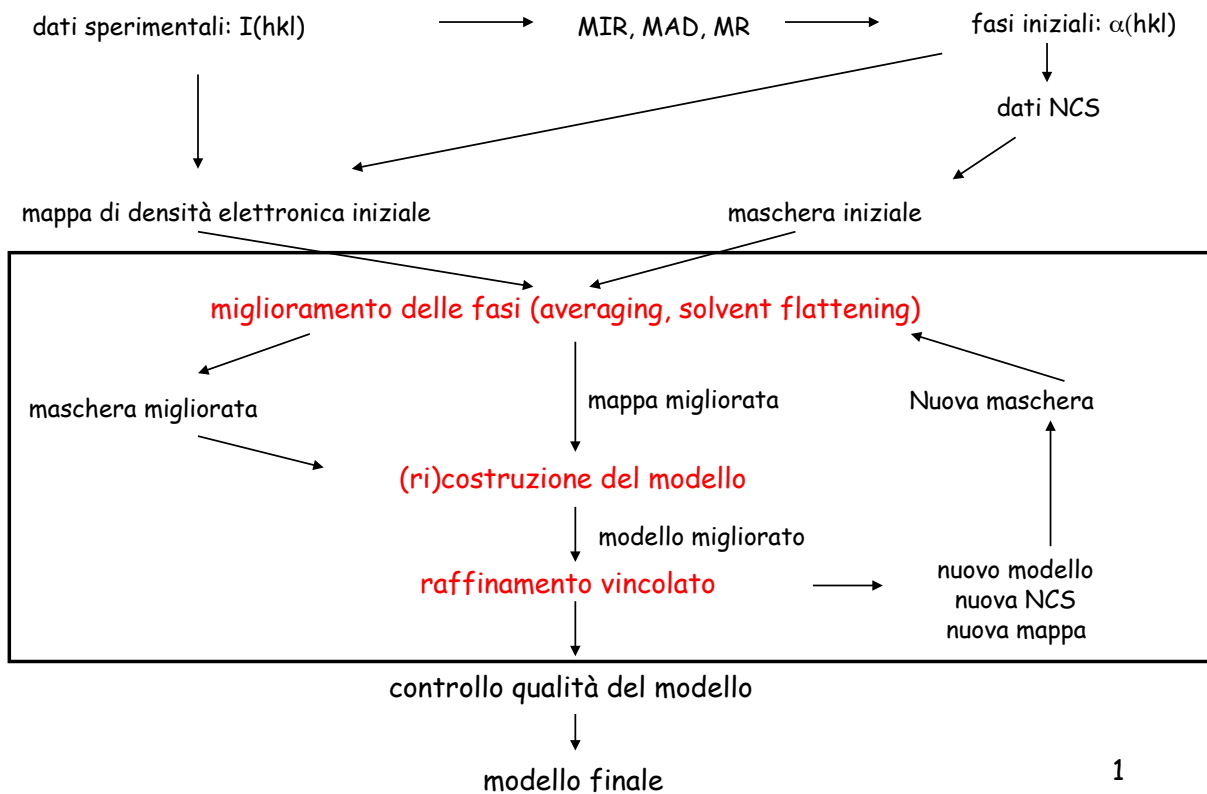 dati sperimentali: I(hkl)
MIR, MAD, MR
fasi iniziali: α(hkl)
dati NCS
mappa di densità elettronica iniziale
maschera iniziale
miglioramento delle fasi (averaging, solvent flattening)
maschera migliorata
mappa migliorata
Nuova maschera
(ri)costruzione del modello
modello migliorato
raffinamento vincolato
nuovo modello
nuova NCS
nuova mappa
controllo qualità del modello
modello finale
1